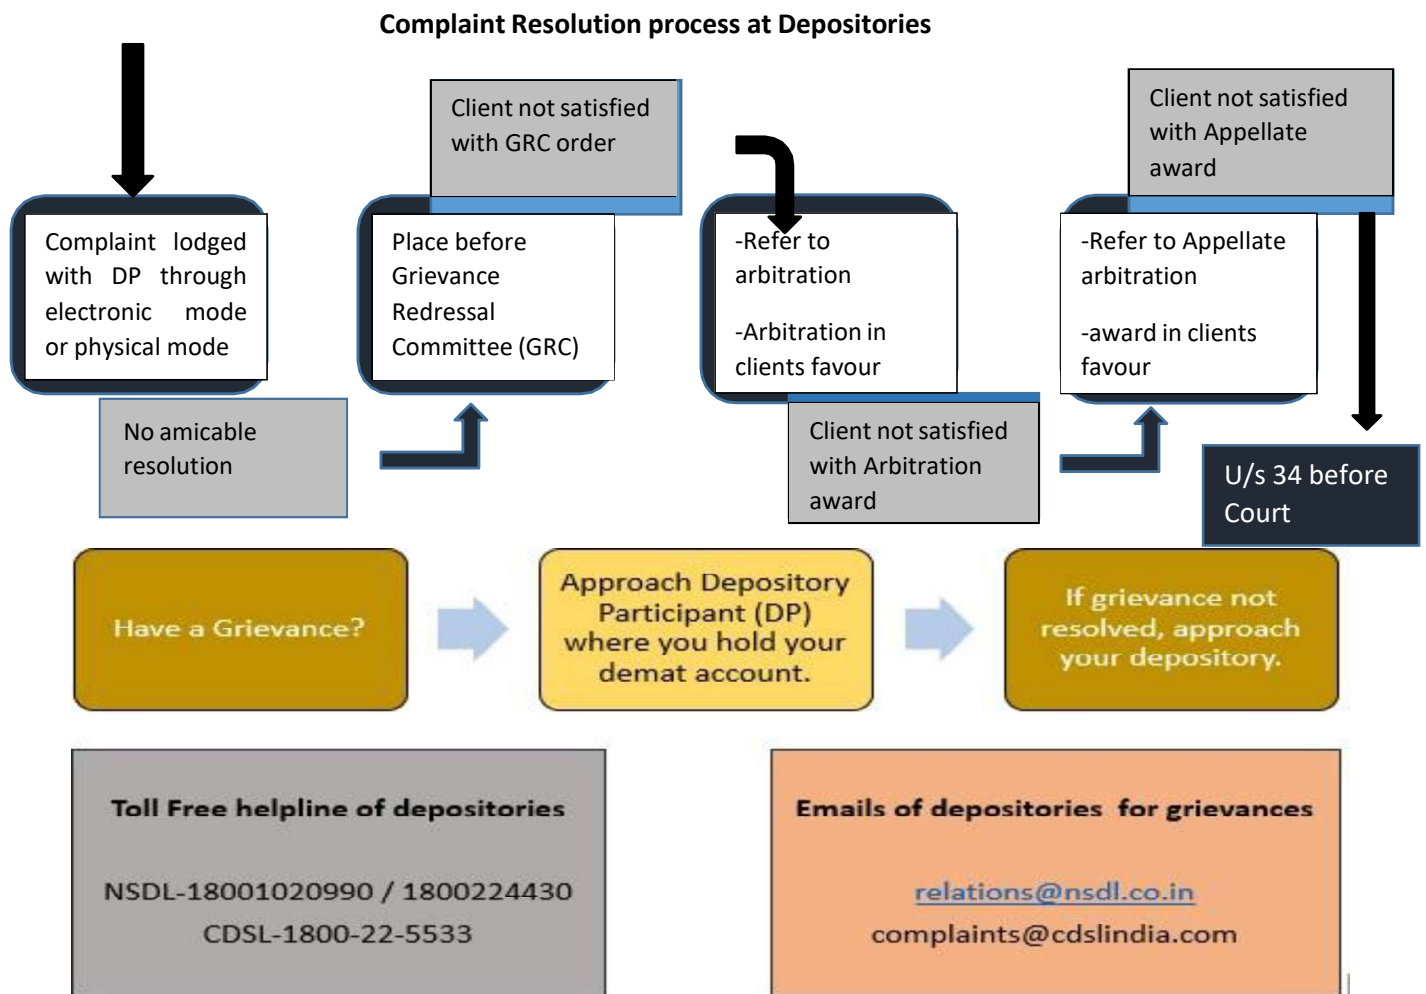 Complaint Resolution process at Depositories
Complaint lodged
with DP through
electronic mode
or physical mode
No amicable
resolution
Place before
Grievance
Redressal
Committee (GRC)
Client not satisfied
with GRC order
-Refer to
arbitration
-Arbitration in
clients favour
Client not satisfied
with Arbitration
award
-Refer to Appellate
arbitration
-award in clients
favour
Client not satisfied
with Appellate
award
U/s 34 before
Court
Have a Grievance?
Approach Depository
Participant (DP)
where you hold your
demat account.
If grievance not
resolved, approach
your depository.
Toll Free helpline of depositories
NSDL-18001020990 / 1800224430
CDSL-1800-22-5533
Emails of depositories for grievances
relations@nsdl.co.in
complaints@cdslindia.com